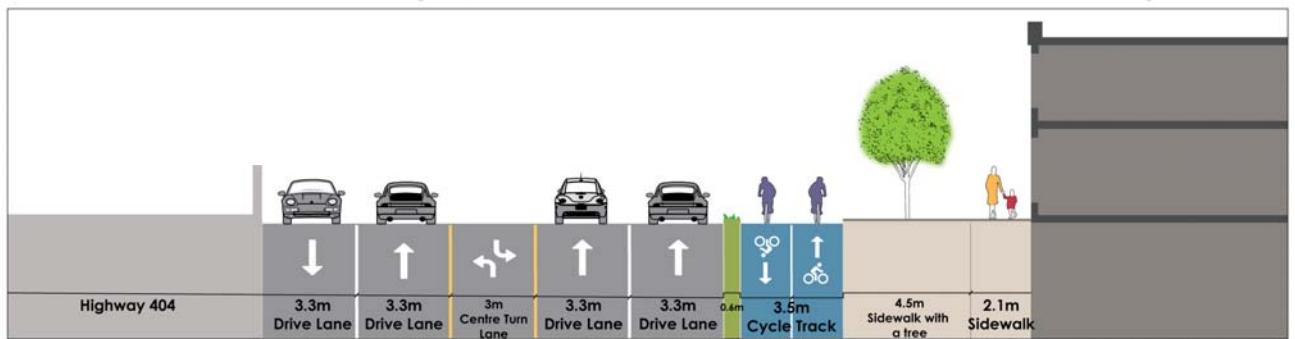 Highway 404
3.3m
Drive Lane
3.3m
Drive Lane
3m
Centre Turn
Lane
3.3m
Drive Lane
3.3m
Drive Lane
0.6m
3.5m
Cycle Track
4.5m
Sidewalk with
a tree
2.1m
Sidewalk